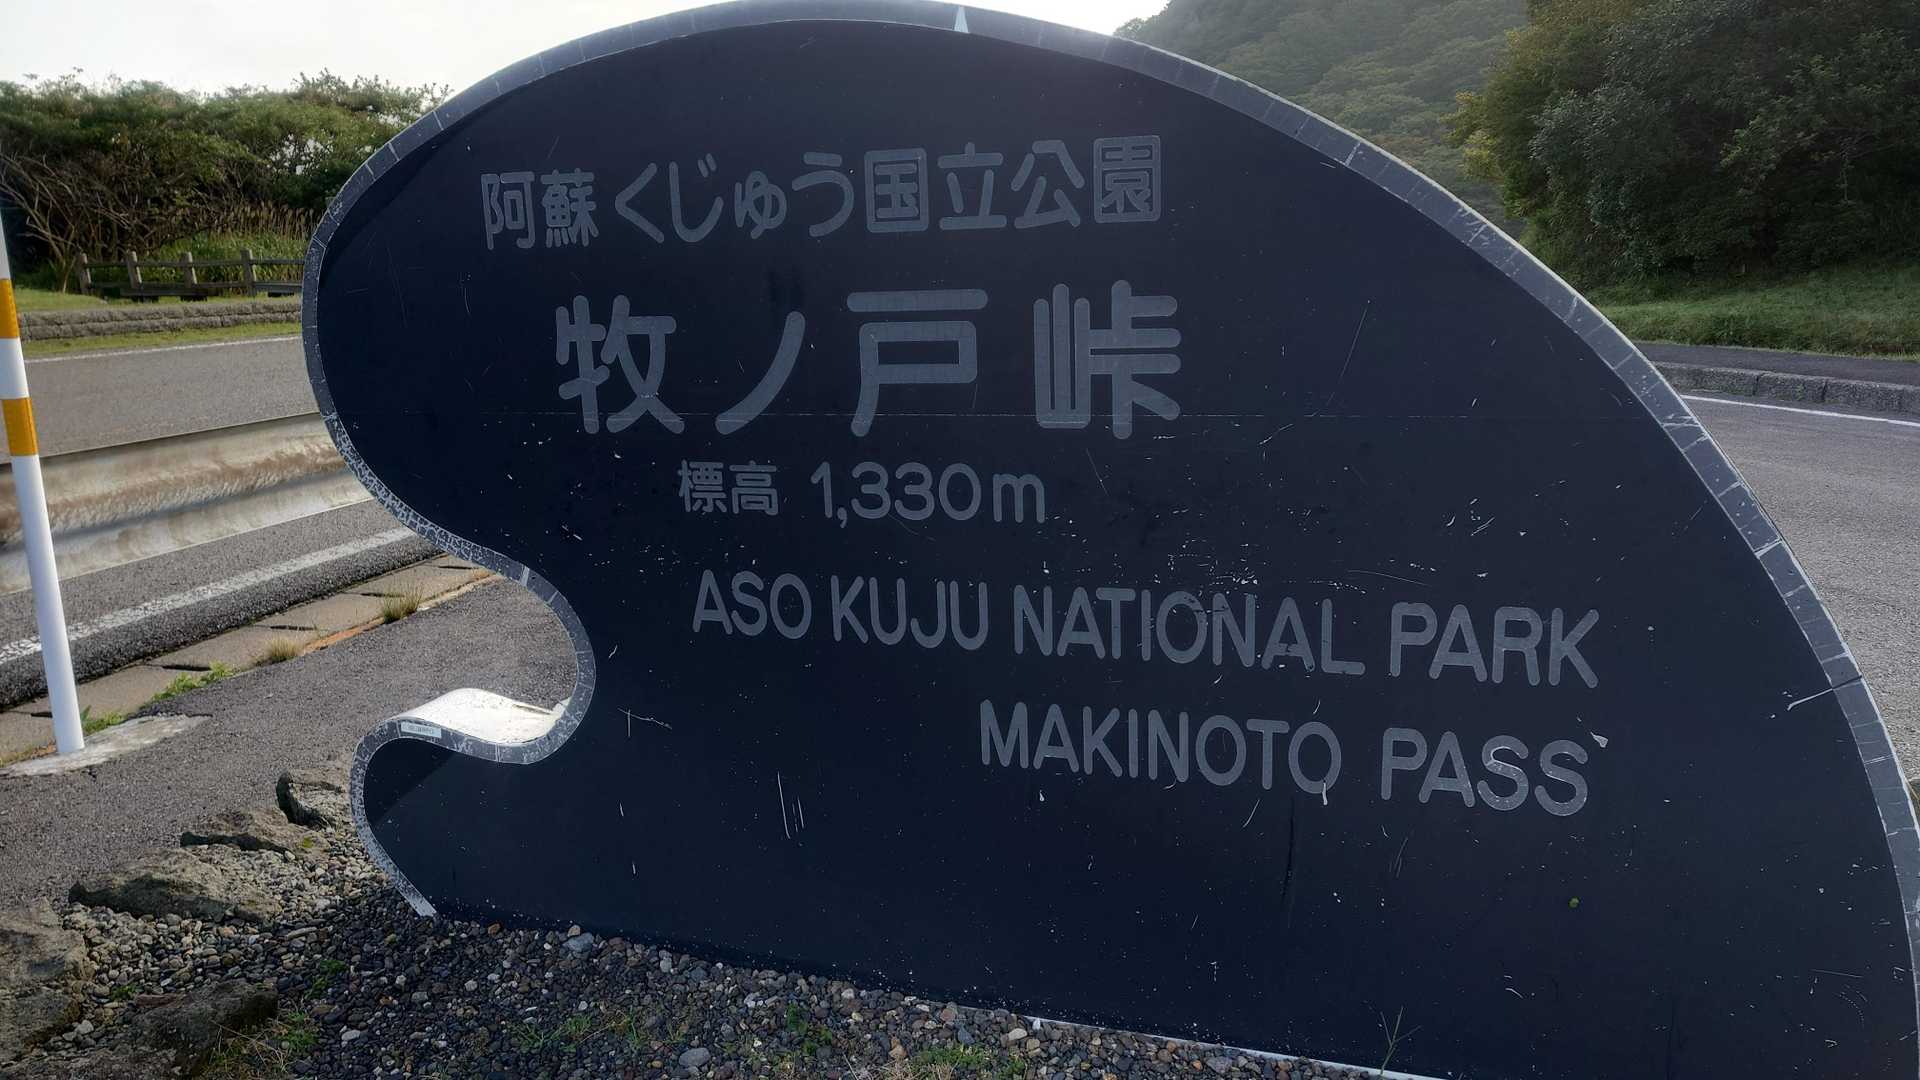 阿蘇くじゅう国立公園
牧ノ戸峠
標高 1,330m
ASO KUJU NATIONAL PARK
MAKINOTO PASS